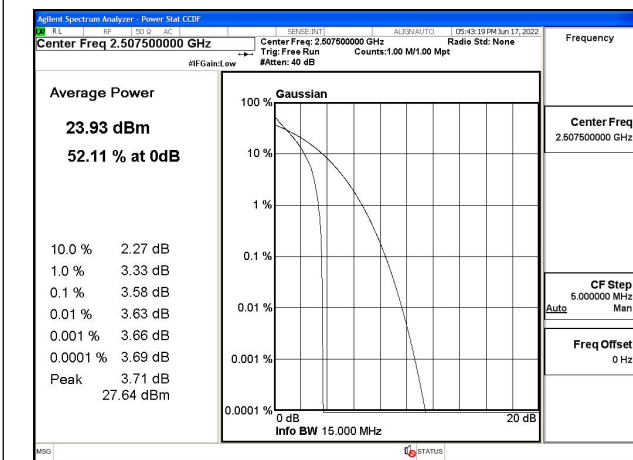 Agilent Spectrum Analyzer - Power Stat CCDF
RL RF 50 Ω AC SENSE:INT ALIGN AUTO 05:43:19 PM Jun 17, 2022
Center Freq 2.507500000 GHz
Center Freq: 2.507500000 GHz Radio Std: None
Trig: Free Run Counts:1.00 M/1.00 Mpt
#IFGain:Low #Atten: 40 dB
Frequency
Average Power
23.93 dBm
52.11 % at 0dB
10.0 % 2.27 dB
1.0 % 3.33 dB
0.1 % 3.58 dB
0.01 % 3.63 dB
0.001 % 3.66 dB
0.0001 % 3.69 dB
Peak 3.71 dB
27.64 dBm
Gaussian
100 %
10 %
1 %
0.1 %
0.01 %
0.001 %
0.0001 %
0 dB 20 dB
Info BW 15.000 MHz
Center Freq
2.507500000 GHz
CF Step
5.000000 MHz
Auto Man
Freq Offset
0 Hz
MSG STATUS